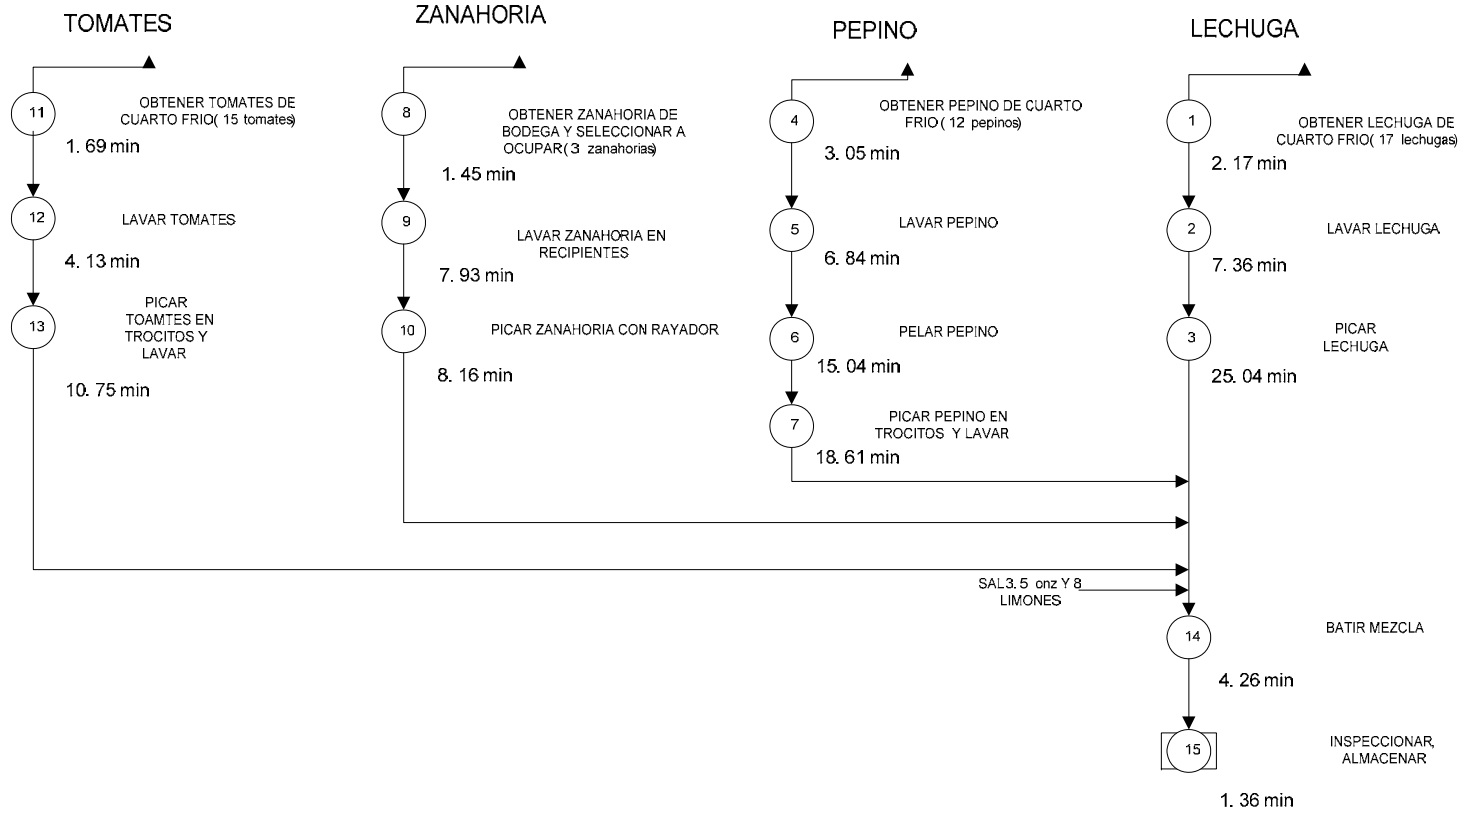 TOMATES
11
OBTENER TOMATES DE
CUARTO FRIO( 15 tomates)
1. 69 min
12
LAVAR TOMATES
4. 13 min
13
PICAR
TOAMTES EN
TROCITOS Y
LAVAR
10. 75 min
ZANAHORIA
8
OBTENER ZANAHORIA DE
BODEGA Y SELECCIONAR A
OCUPAR( 3 zanahorias)
1. 45 min
9
LAVAR ZANAHORIA EN
RECIPIENTES
7. 93 min
10
PICAR ZANAHORIA CON RAYADOR
8. 16 min
PEPINO
4
OBTENER PEPINO DE CUARTO
FRIO( 12 pepinos)
3. 05 min
5
LAVAR PEPINO
6. 84 min
6
PELAR PEPINO
15. 04 min
7
PICAR PEPINO EN
TROCITOS Y LAVAR
18. 61 min
LECHUGA
1
OBTENER LECHUGA DE
CUARTO FRIO( 17 lechugas)
2. 17 min
2
LAVAR LECHUGA
7. 36 min
3
PICAR
LECHUGA
25. 04 min
SAL3. 5 onz Y 8
LIMONES
14
BATIR MEZCLA
4. 26 min
15
INSPECCIONAR,
ALMACENAR
1. 36 min